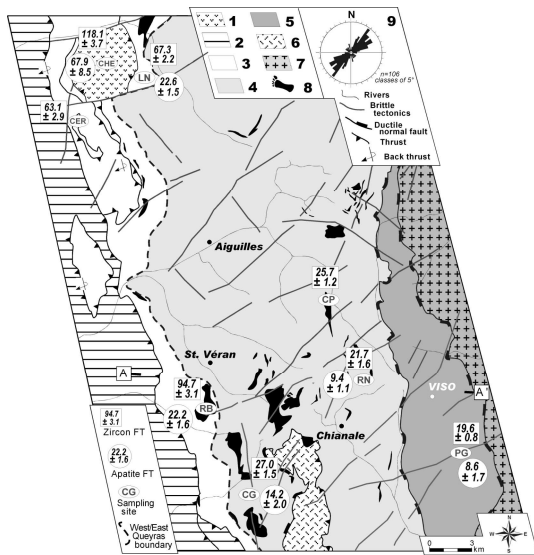 118.1
± 3.7
CHE
67.9
± 8.5
67.3
± 2.2
LN
22.6
± 1.5
63.1
± 2.9
CER
1
2
3
4
5
6
7
8
N
9
n=106
classes of 5°
Rivers
Brittle
tectonics
Ductile
normal fault
Thrust
Back thrust
Aiguilles
25.7
± 1.2
CP
21.7
± 1.6
9.4
± 1.1
RN
St. Véran
A
94.7
± 3.1
RB
22.2
± 1.6
VISO
A'
Chianale
19.6
± 0.8
PG
8.6
± 1.7
27.0
± 1.5
CG
14.2
± 2.0
94.7
± 3.1
Zircon FT
22.2
± 1.6
Apatite FT
CG
Sampling
site
West/East
Queyras
boundary
0 3
km
N
W E
S